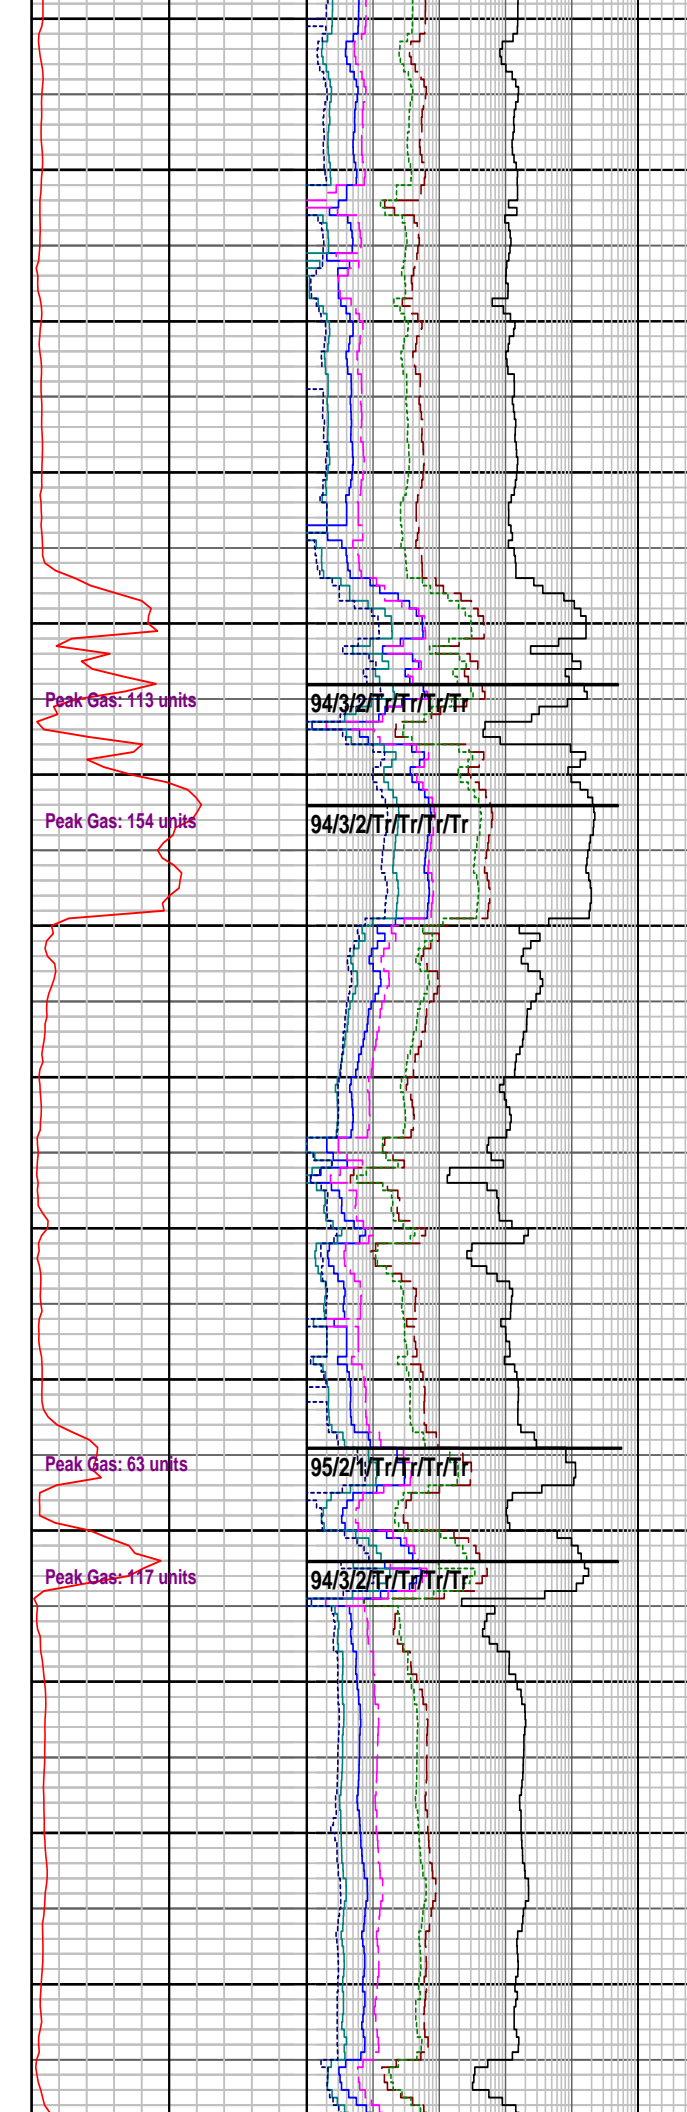 Peak Gas: 113 units
94/3/2/Tr/Tr/Tr/Tr
Peak Gas: 154 units
94/3/2/Tr/Tr/Tr/Tr
Peak Gas: 63 units
95/2/1/Tr/Tr/Tr/Tr
Peak Gas: 117 units
94/3/2/Tr/Tr/Tr/Tr